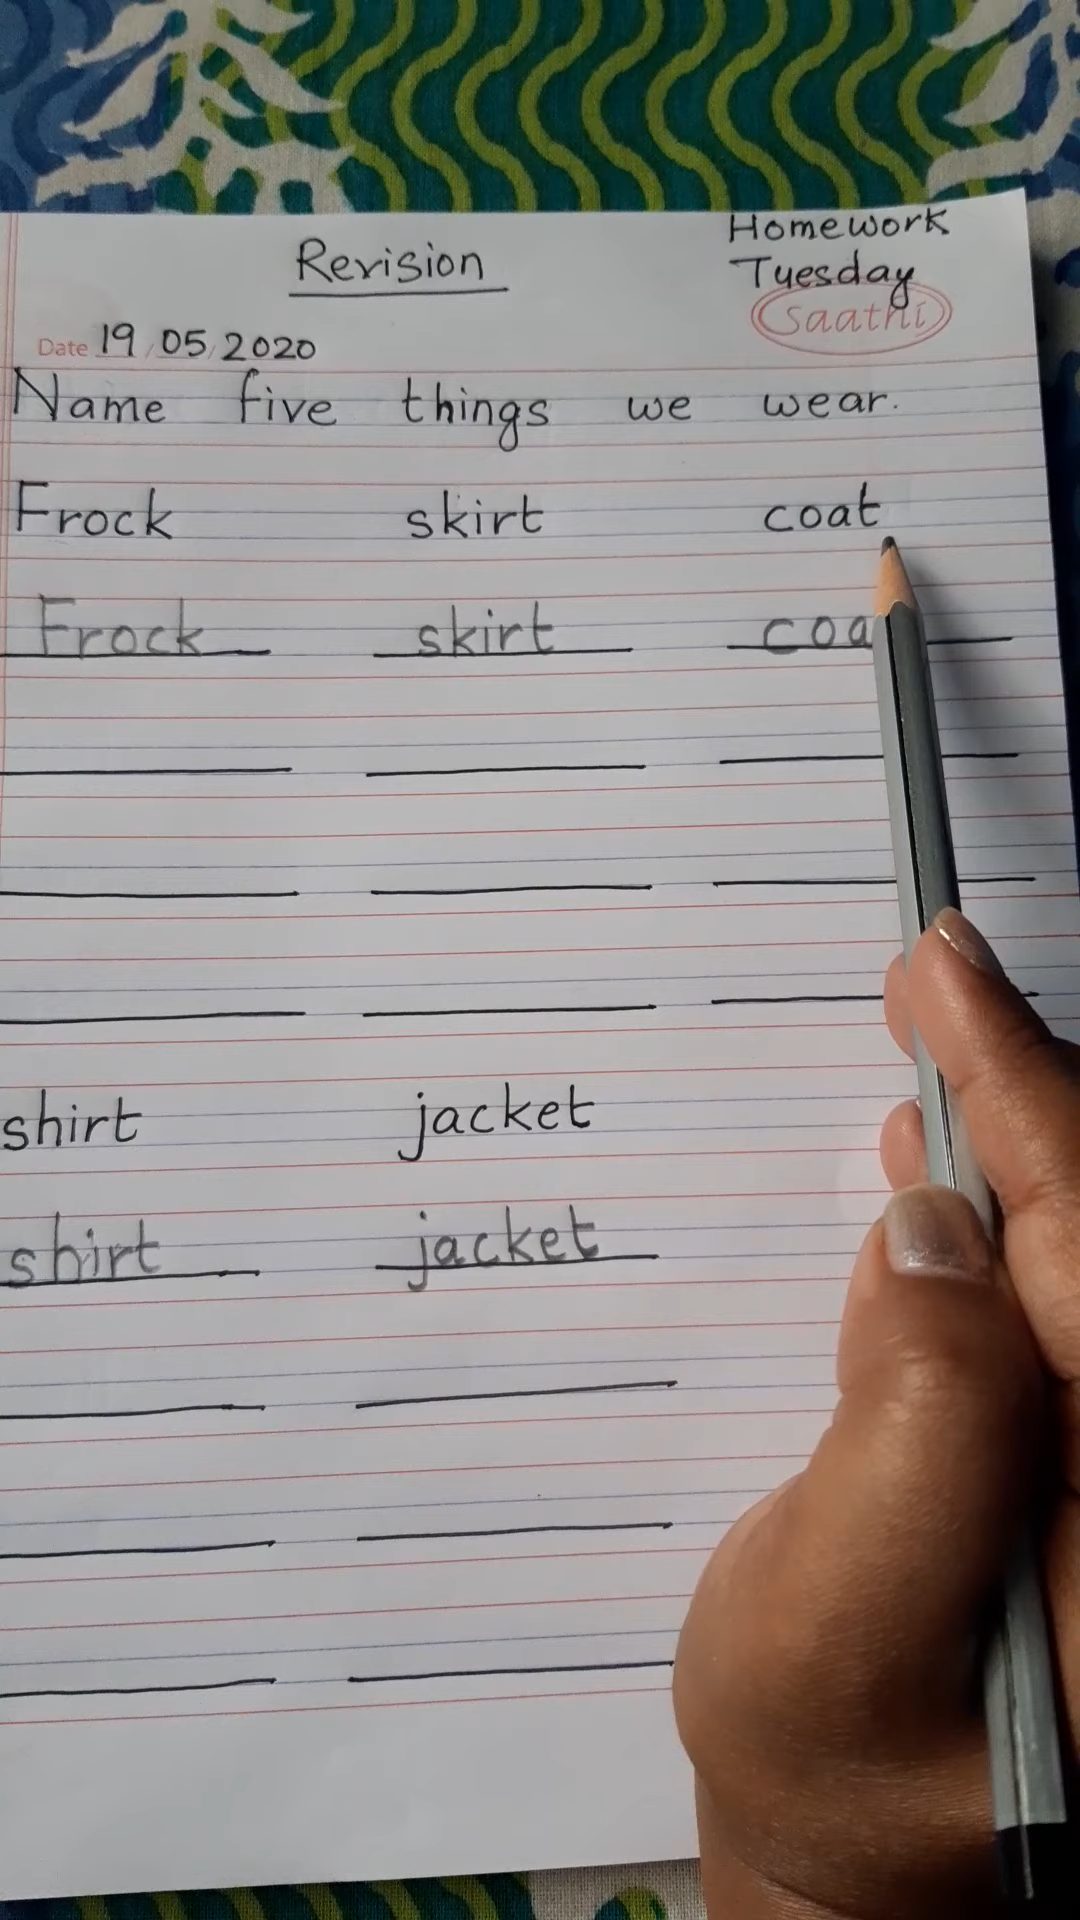 Homework
Revision
Tuesday
saathi
Date 19/05/2020
Name five things we wear.
Frock skirt coat
Frock skirt coa
shirt jacket
shirt jacket